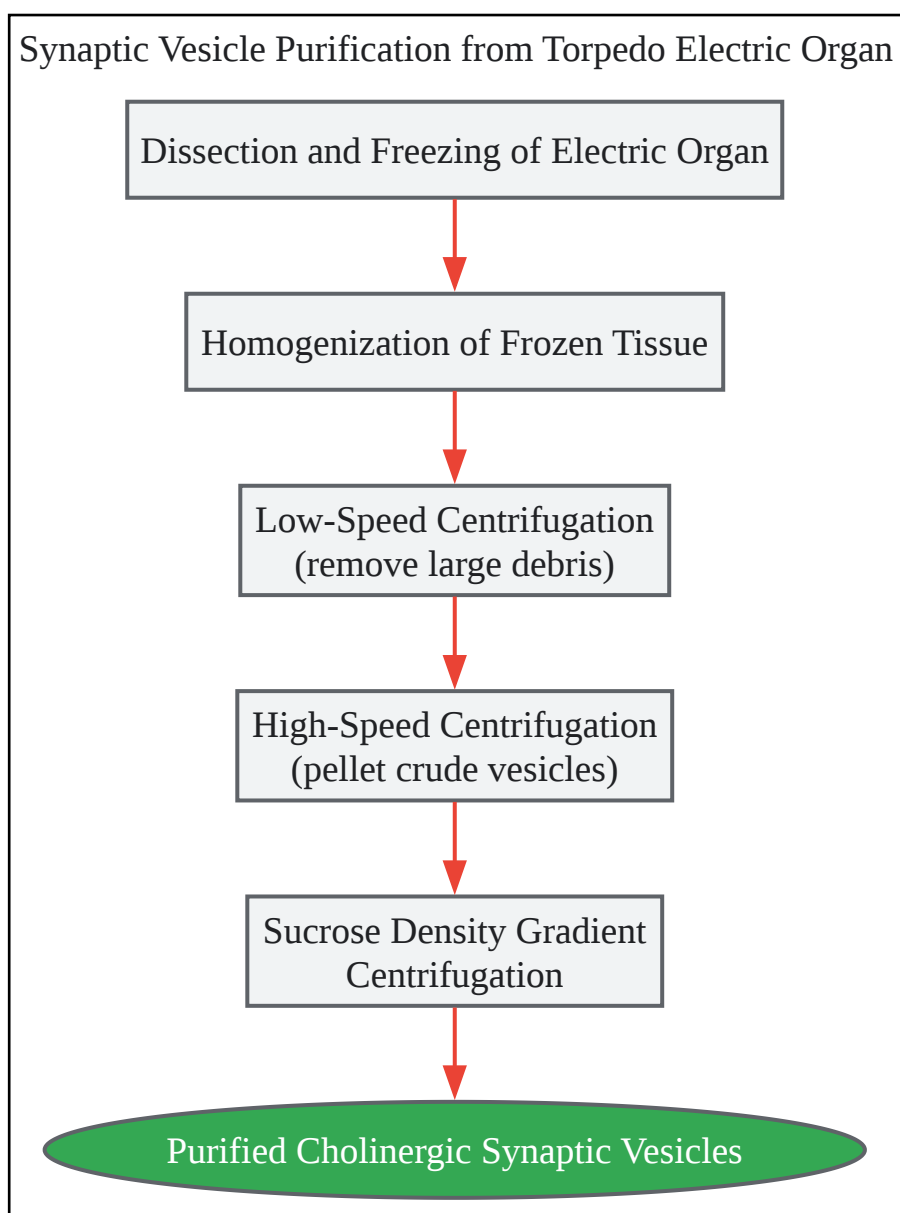 Synaptic Vesicle Purification from Torpedo Electric Organ
Dissection and Freezing of Electric Organ
Homogenization of Frozen Tissue
Low-Speed Centrifugation
(remove large debris)
High-Speed Centrifugation
(pellet crude vesicles)
Sucrose Density Gradient
Centrifugation
Purified Cholinergic Synaptic Vesicles